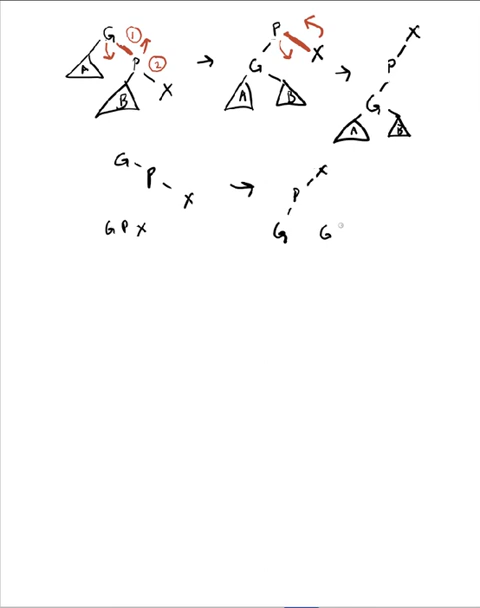 G ① P ② X A B
P X G A B
X P G A B
G P X
X P G
G P X
G